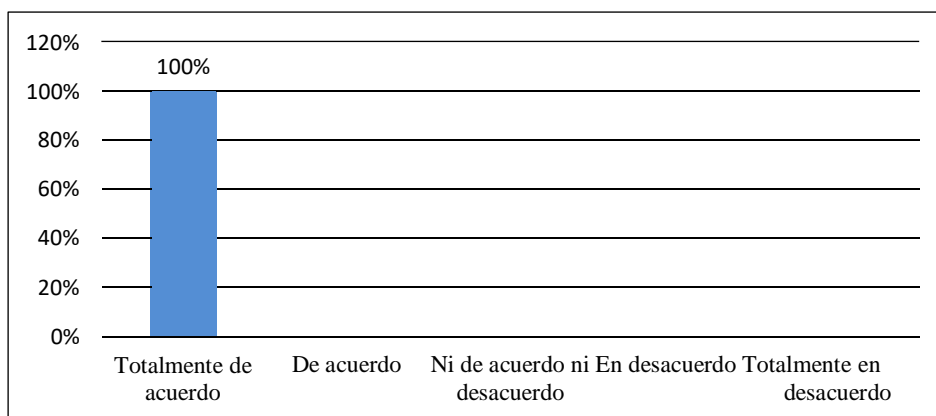 120%
100%
100%
80%
60%
40%
20%
0%
Totalmente de
acuerdo
De acuerdo
Ni de acuerdo ni
desacuerdo
En desacuerdo
Totalmente en
desacuerdo